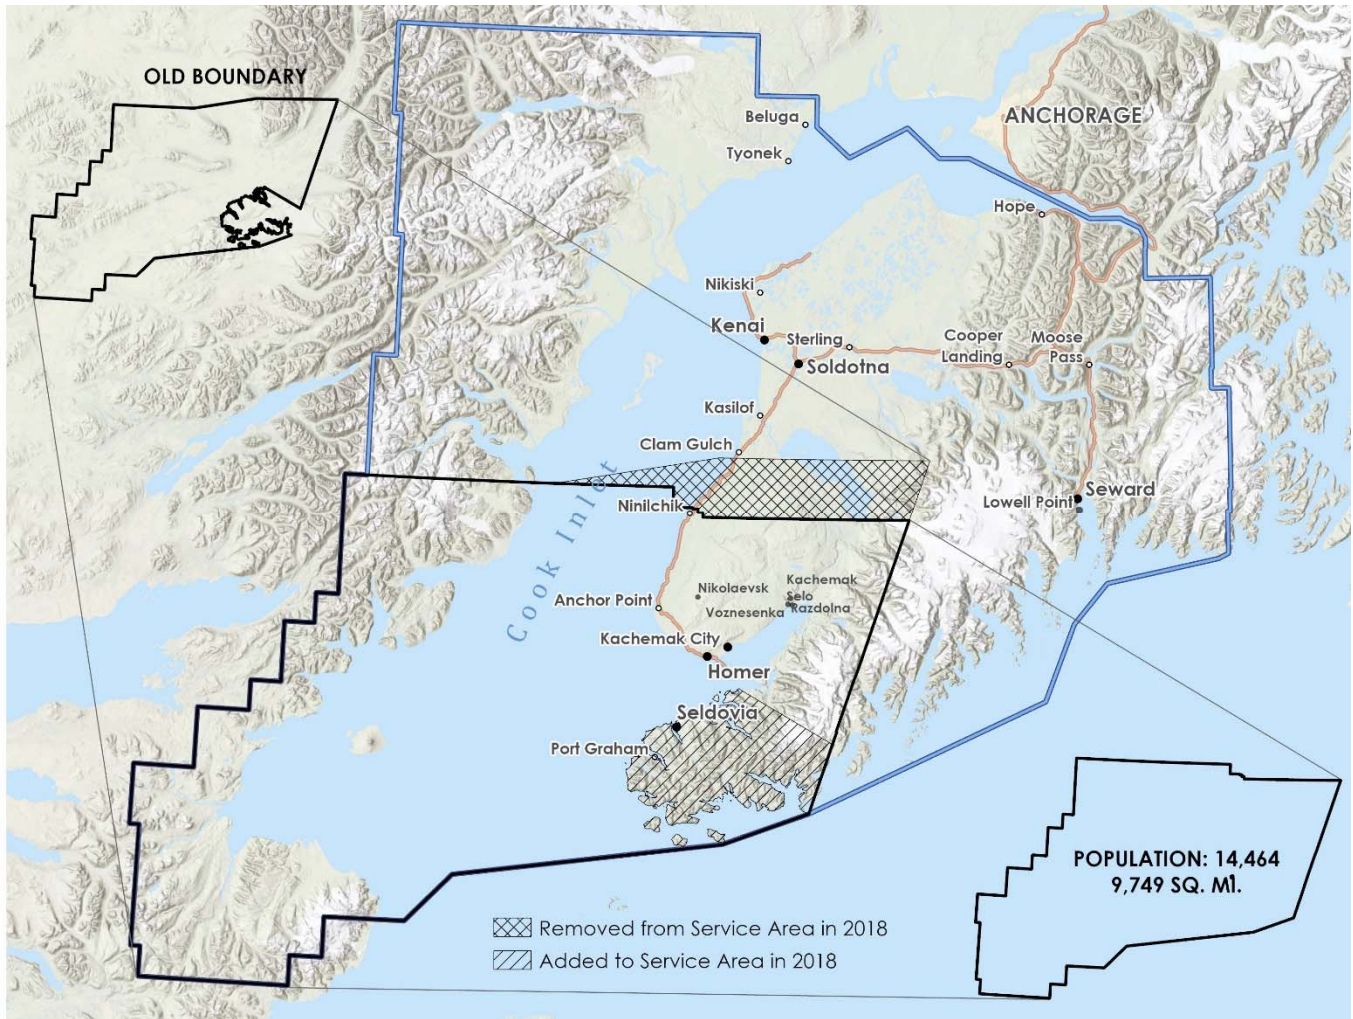 OLD BOUNDARY
ANCHORAGE
Beluga
Tyonek
Hope
Nikiski
Kenai
Sterling
Soldotna
Cooper
Landing
Moose
Pass
Kasilof
Clam Gulch
Cook Inlet
Ninilchik
Seward
Lowell Point
Nikolaevsk
Kachemak
Selo
Voznesenka
Razdolna
Anchor Point
Kachemak City
Homer
Seldovia
Port Graham
POPULATION: 14,464
9,749 SQ. MI.
Removed from Service Area in 2018
Added to Service Area in 2018